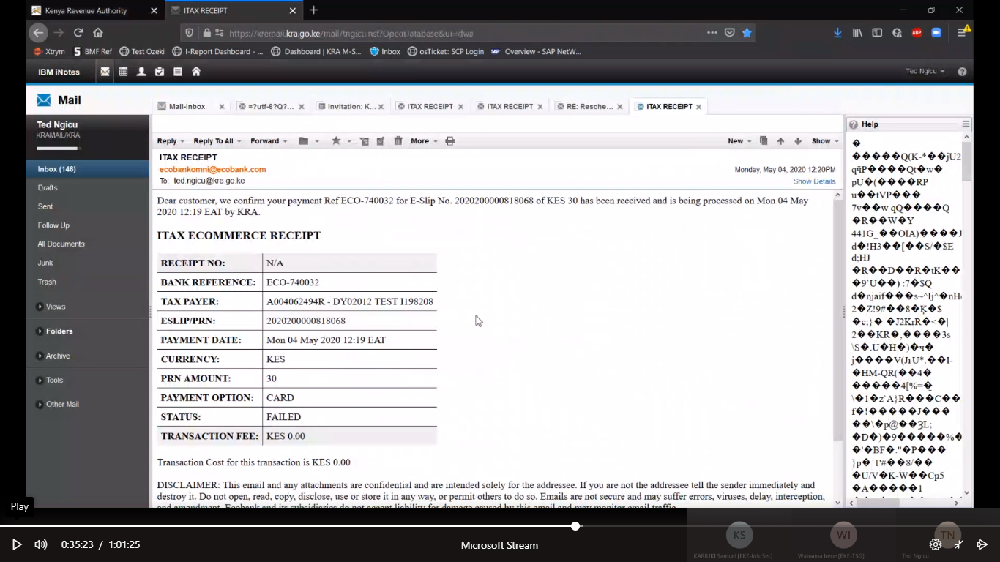 Kenya Revenue Authority
ITAX RECEIPT
https://kremail.kra.go.ke/mail/tngicu.nsf?OpenDatabase&ui=dwa
ABP
Xtrym
BMF Ref
Test Ozeki
I-Report Dashboard - ...
Dashboard | KRA M-S...
Inbox
osTicket:: SCP Login
Overview - SAP NetW...
IBM iNotes
Ted Ngicu
Mail
Mail-Inbox
=?utf-8?Q?...
Invitation: K...
ITAX RECEIPT
ITAX RECEIPT
RE: Resche...
ITAX RECEIPT
Ted Ngicu
KRAMAIL/KRA
Inbox (146)
Drafts
Sent
Follow Up
All Documents
Junk
Trash
Views
Folders
Archive
Tools
Other Mail
Reply
Reply To All
Forward
More
New
Show
ITAX RECEIPT
ecobankomni@ecobank.com
Monday, May 04, 2020 12:20PM
To: ted.ngicu@kra.go.ke
Show Details
Dear customer, we confirm your payment Ref ECO-740032 for E-Slip No. 2020200000818068 of KES 30 has been received and is being processed on Mon 04 May
2020 12:19 EAT by KRA.
ITAX ECOMMERCE RECEIPT
RECEIPT NO: N/A
BANK REFERENCE: ECO-740032
TAX PAYER: A004062494R - DY02012 TEST I198208
ESLIP/PRN: 2020200000818068
PAYMENT DATE: Mon 04 May 2020 12:19 EAT
CURRENCY: KES
PRN AMOUNT: 30
PAYMENT OPTION: CARD
STATUS: FAILED
TRANSACTION FEE: KES 0.00
Transaction Cost for this transaction is KES 0.00
DISCLAIMER: This email and any attachments are confidential and are intended solely for the addressee. If you are not the addressee tell the sender immediately and
destroy it. Do not open, read, copy, disclose, use or store it in any way, or permit others to do so. Emails are not secure and may suffer errors, viruses, delay, interception,
and amendment. Ecobank and its subsidiaries do not accept liability for damage caused by this email and may monitor email traffic.
Help
Play
0:35:23 / 1:01:25
Microsoft Stream
KS
WI
TN
KARIUKI Samuel [EKE-InfoSec]
Wamaina Irene [EKE-TSG]
Ted Ngicu